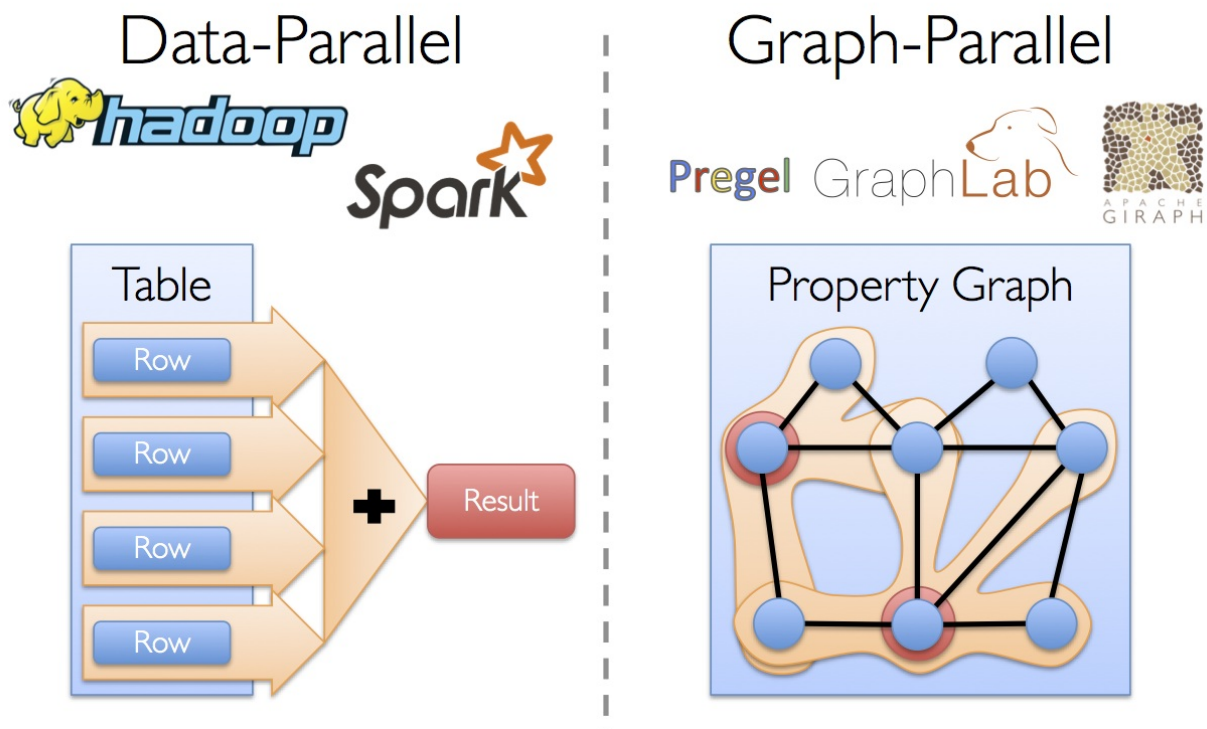 Data-Parallel
hadoop
Spark
Table
Row
Row
Row
Row
+
Result
Graph-Parallel
Pregel
GraphLab
APACHE
GIRAPH
Property Graph